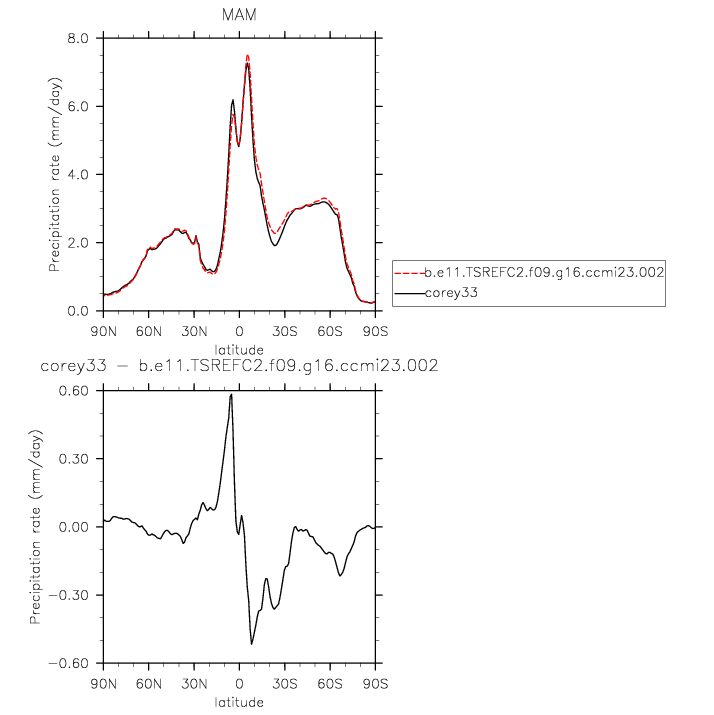 MAM
Precipitation rate (mm/day)
8.0
6.0
4.0
2.0
0.0
90N 60N 30N 0 30S 60S 90S
latitude
b.e11.TSREFC2.f09.g16.ccmi23.002
corey33
corey33 − b.e11.TSREFC2.f09.g16.ccmi23.002
Precipitation rate (mm/day)
0.60
0.30
0.00
−0.30
−0.60
90N 60N 30N 0 30S 60S 90S
latitude